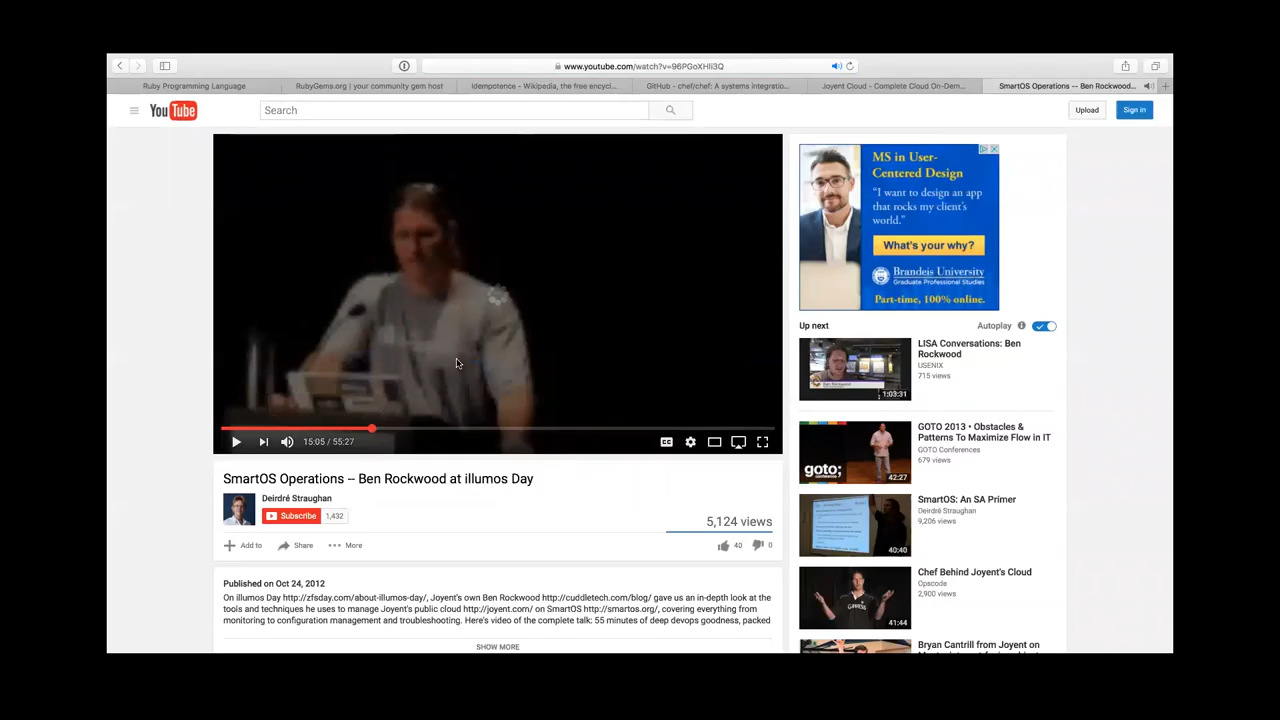 www.youtube.com/watch?v=96PGoXHli3Q
Ruby Programming Language
RubyGems.org | your community gem host
Idempotence - Wikipedia, the free encycl...
GitHub - chef/chef: A systems integratio...
Joyent Cloud - Complete Cloud On-Dem...
SmartOS Operations -- Ben Rockwood...
YouTube
Search
Upload
Sign in
MS in User-
Centered Design
“I want to design an app
that rocks my client's
world.”
What's your why?
Brandeis University
Graduate Professional Studies
Part-time, 100% online.
15:05 / 55:27
CC
SmartOS Operations -- Ben Rockwood at illumos Day
Deirdré Straughan
Subscribe
1,432
5,124 views
Add to
Share
More
40
0
Published on Oct 24, 2012
On illumos Day http://zfsday.com/about-illumos-day/, Joyent's own Ben Rockwood http://cuddletech.com/blog/ gave us an in-depth look at the
tools and techniques he uses to manage Joyent's public cloud http://joyent.com/ on SmartOS http://smartos.org/, covering everything from
monitoring to configuration management and troubleshooting. Here's video of the complete talk: 55 minutes of deep devops goodness, packed
SHOW MORE
Up next
Autoplay
LISA Conversations: Ben
Rockwood
USENIX
715 views
1:03:31
GOTO 2013 • Obstacles &
Patterns To Maximize Flow in IT
GOTO Conferences
679 views
goto;
conference
42:27
SmartOS: An SA Primer
Deirdré Straughan
9,206 views
40:40
Chef Behind Joyent's Cloud
Opscode
2,900 views
41:44
Bryan Cantrill from Joyent on